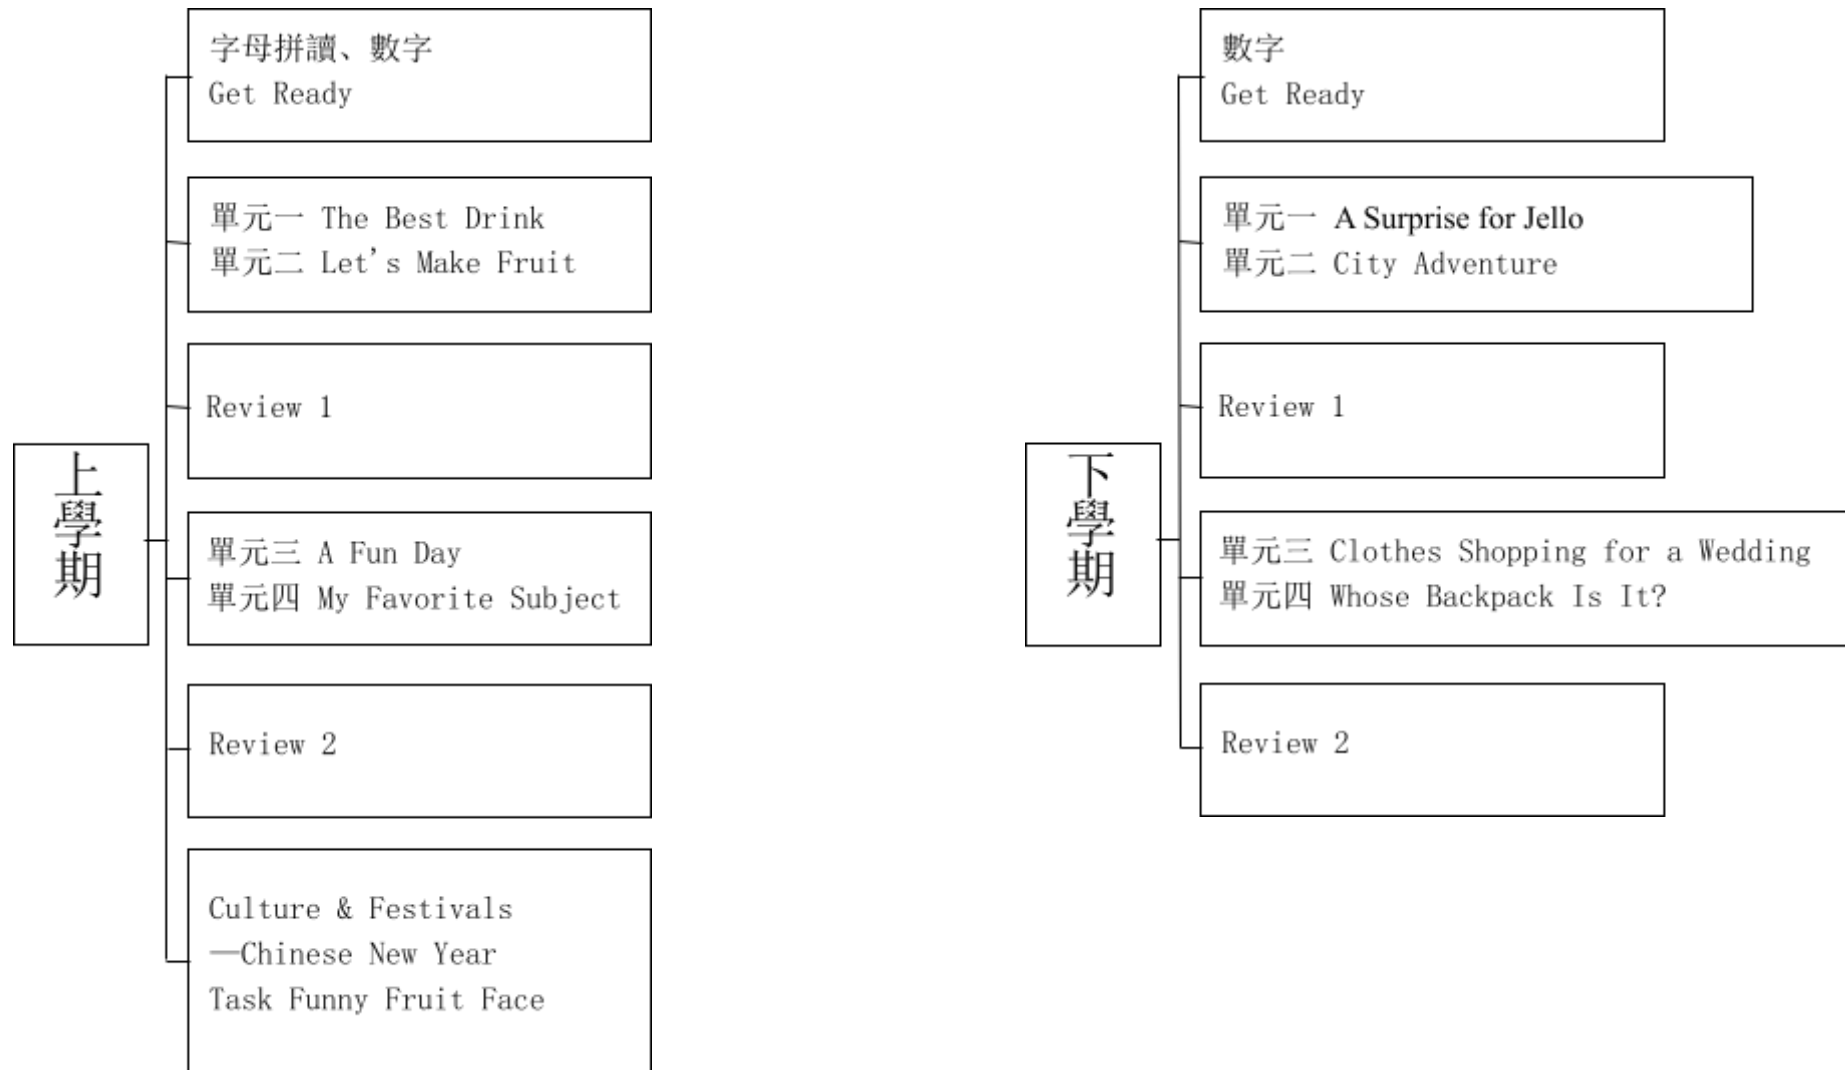 上學期
字母拼讀、數字
Get Ready
單元一 The Best Drink
單元二 Let's Make Fruit
Review 1
單元三 A Fun Day
單元四 My Favorite Subject
Review 2
Culture & Festivals
—Chinese New Year
Task Funny Fruit Face
下學期
數字
Get Ready
單元一 A Surprise for Jello
單元二 City Adventure
Review 1
單元三 Clothes Shopping for a Wedding
單元四 Whose Backpack Is It?
Review 2